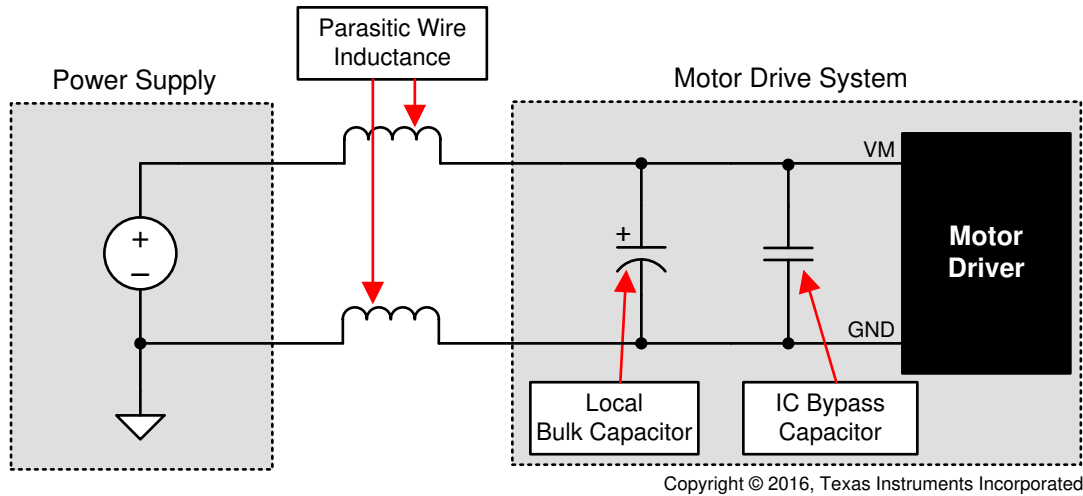 Parasitic Wire
Inductance
Power Supply
Motor Drive System
VM
+
–
+
Motor
Driver
GND
Local
Bulk Capacitor
IC Bypass
Capacitor
Copyright © 2016, Texas Instruments Incorporated